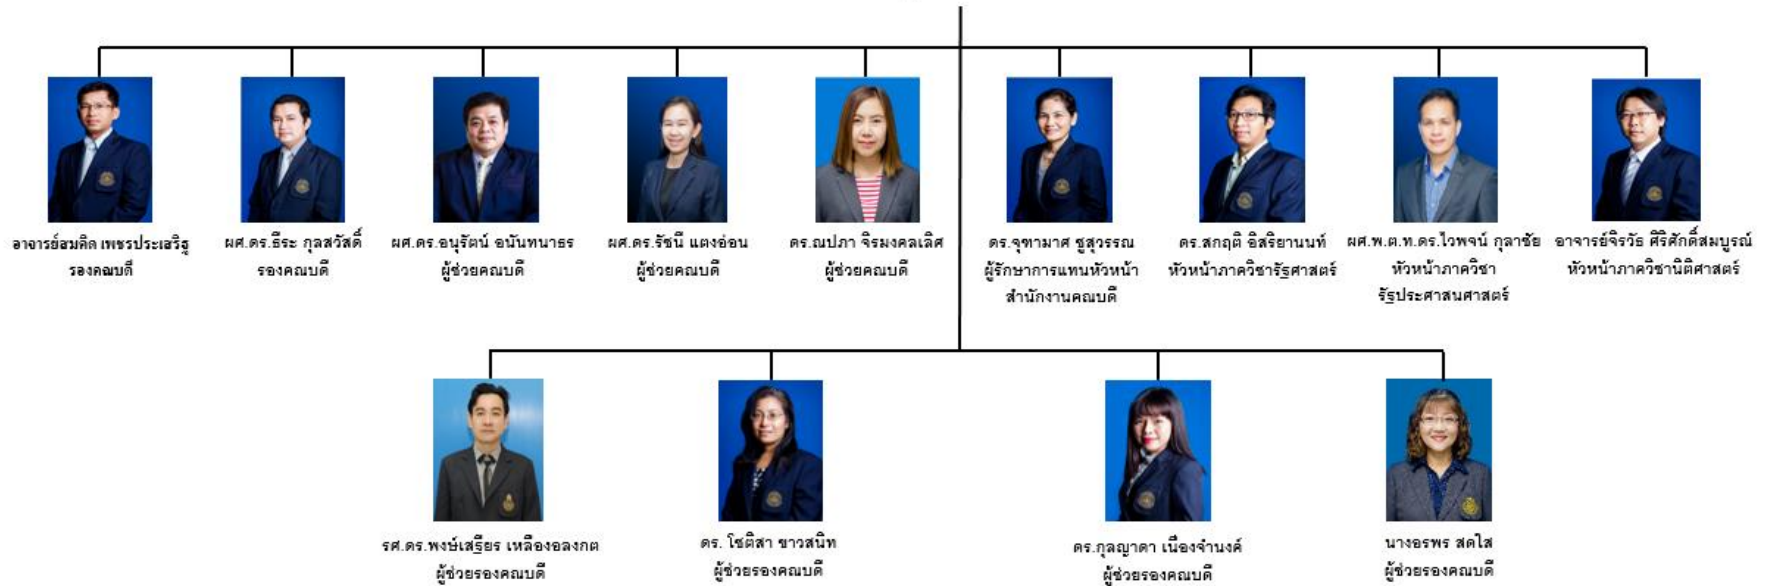 อาจารย์สมคิด เพชรประเสริฐ
รองคณบดี
ผศ.ดร.ธีระ กุลสวัสดิ์
รองคณบดี
ผศ.ดร.อนุรัตน์ อนันทนาธร
ผู้ช่วยคณบดี
ผศ.ดร.รัชนี แตงอ่อน
ผู้ช่วยคณบดี
ดร.ณปภา จิรมงคลเลิศ
ผู้ช่วยคณบดี
ดร.จุฑามาศ ชูสุวรรณ
ผู้รักษาการแทนหัวหน้า
สำนักงานคณบดี
ดร.สกฤติ อิสริยานนท์
หัวหน้าภาควิชารัฐศาสตร์
ผศ.พ.ต.ท.ดร.ไวพจน์ กุลาชัย
หัวหน้าภาควิชา
รัฐประศาสนศาสตร์
อาจารย์จิรวัธ ศิริศักดิ์สมบูรณ์
หัวหน้าภาควิชานิติศาสตร์
รศ.ดร.พงษ์เสฐียร เหลืองอลงกต
ผู้ช่วยรองคณบดี
ดร. โชติสา ขาวสนิท
ผู้ช่วยรองคณบดี
ดร.กุลญาดา เนื่องจำนงค์
ผู้ช่วยรองคณบดี
นางอรพร สดใส
ผู้ช่วยรองคณบดี